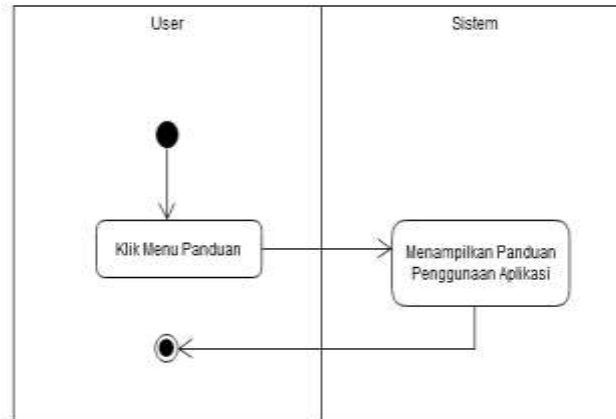 User
Sistem
Klik Menu Panduan
Menampilkan Panduan
Penggunaan Aplikasi